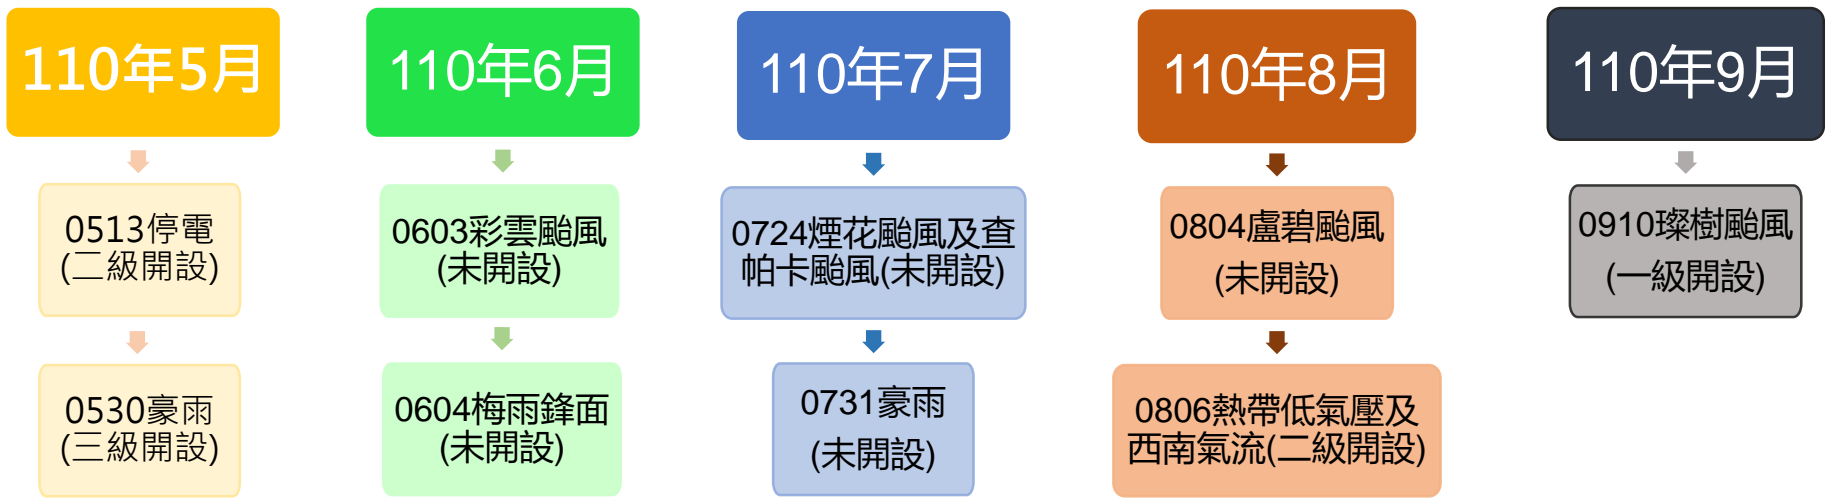 110年5月
0513停電
(二級開設)
0530豪雨
(三級開設)
110年6月
0603彩雲颱風
(未開設)
0604梅雨鋒面
(未開設)
110年7月
0724煙花颱風及查
帕卡颱風(未開設)
0731豪雨
(未開設)
110年8月
0804盧碧颱風
(未開設)
0806熱帶低氣壓及
西南氣流(二級開設)
110年9月
0910璨樹颱風
(一級開設)